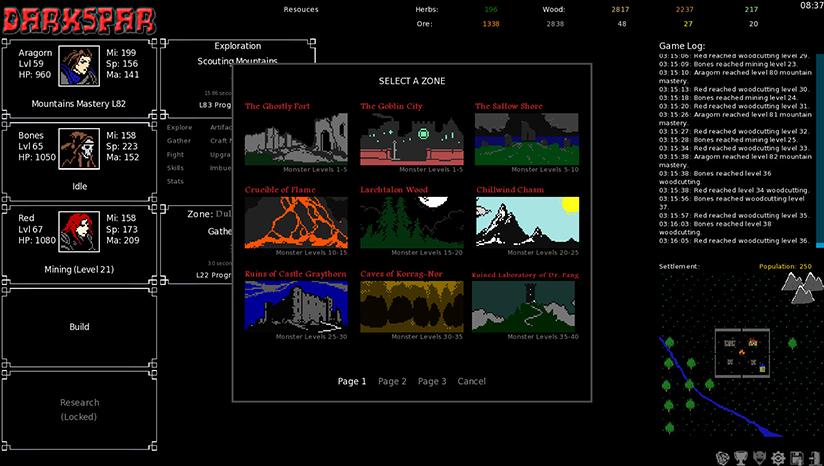 DARKSPAR
Resouces
Herbs: 196 Wood: 2817 2237 217
Ore: 1338 2838 48 27 20
08:37
Aragorn Mi: 199
Lvl 59 Sp: 156
HP: 960 Ma: 141
Mountains Mastery L82
Bones Mi: 158
Lvl 65 Sp: 223
HP: 1050 Ma: 152
Idle
Red Mi: 158
Lvl 67 Sp: 173
HP: 1080 Ma: 209
Mining (Level 21)
Build
Research
(Locked)
Exploration
Scouting Mountains
L83 Prog
Explore
Gather
Fight
Skills
Stats
Zone:
Gathe
L22 Progr
SELECT A ZONE
The Ghostly Fort
Monster Levels 1-5
The Goblin City
Monster Levels 1-5
The Sallow Shore
Monster Levels 5-10
Crucible of Flame
Monster Levels 10-15
Larehtalon Wood
Monster Levels 15-20
Chillwind Chasm
Monster Levels 20-25
Ruins of Castle Graythorn
Monster Levels 25-30
Caves of Korrag-Nor
Monster Levels 30-35
Ruined Laboratory of Dr. Fang
Monster Levels 35-40
Page 1 Page 2 Page 3 Cancel
Game Log:
03:15:06: Red reached woodcutting level 29.
03:15:09: Bones reached mining level 23.
03:15:10: Aragorn reached level 80 mountain
mastery.
03:15:13: Red reached woodcutting level 30.
03:15:18: Bones reached mining level 24.
03:15:20: Red reached woodcutting level 31.
03:15:26: Aragorn reached level 81 mountain
mastery.
03:15:27: Red reached woodcutting level 32.
03:15:32: Bones reached mining level 25.
03:15:34: Red reached woodcutting level 33.
03:15:38: Aragorn reached level 82 mountain
mastery.
03:15:38: Bones reached level 36
woodcutting
03:15:38: Red reached level 34 woodcutting.
03:15:56: Bones reached woodcutting level
37.
03:15:57: Red reached woodcutting level 35.
03:16:03: Bones reached level 38
woodcutting.
03:16:05: Red reached woodcutting level 36.
Settlement: Population: 250